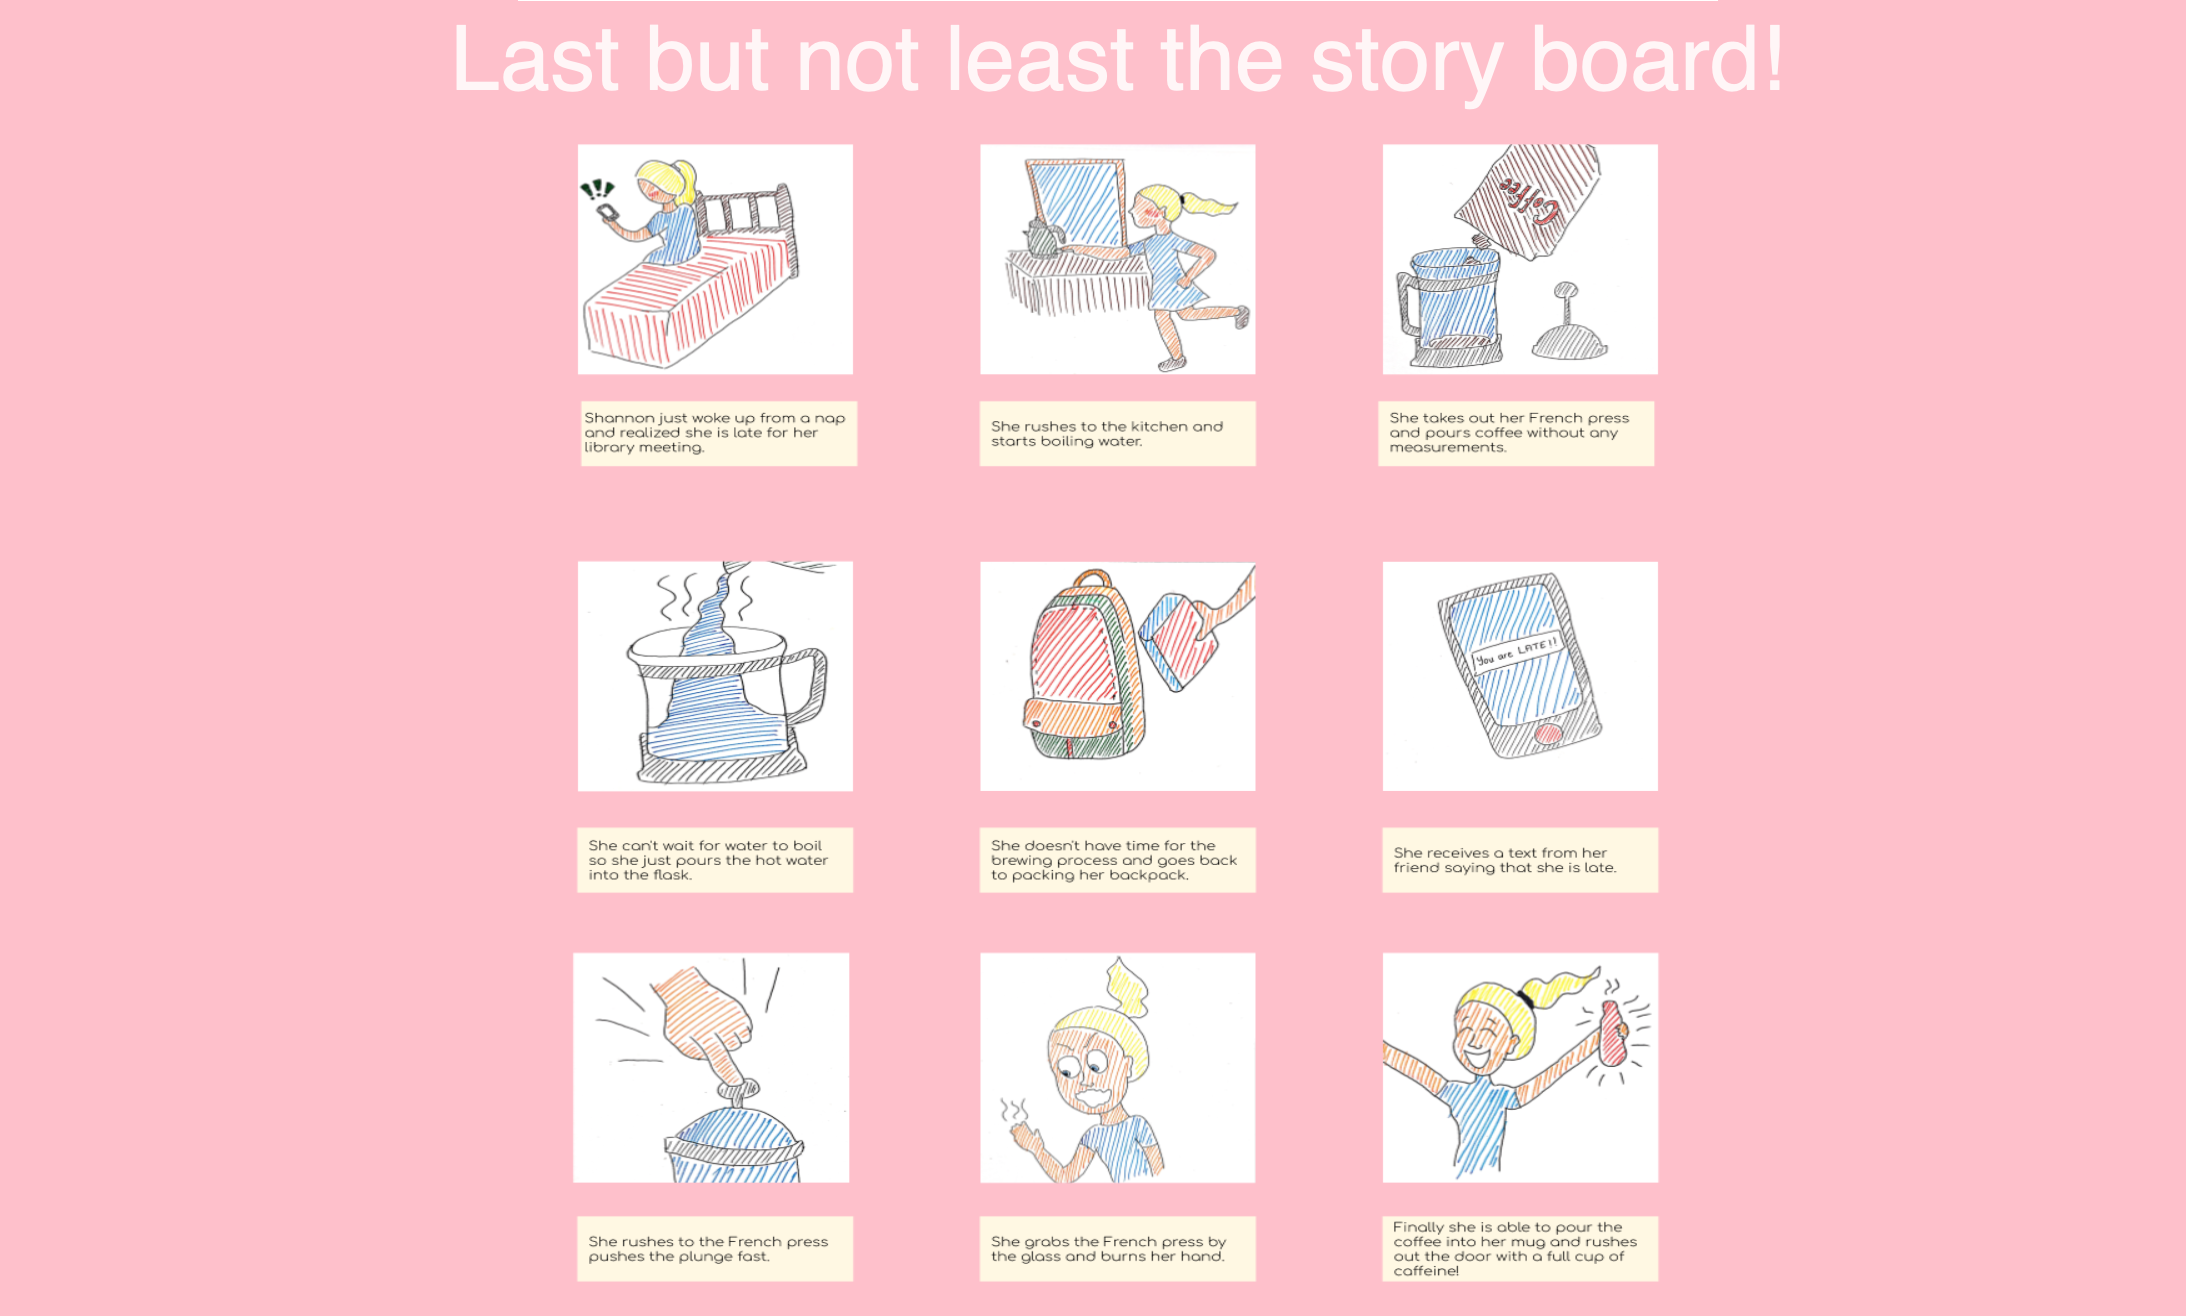 Last but not least the story board!
Coffee
Shannon just woke up from a nap
and realized she is late for her
library meeting.
She rushes to the kitchen and
starts boiling water.
She takes out her French press
and pours coffee without any
measurements.
You are LATE!!
She can't wait for water to boil
so she just pours the hot water
into the flask.
She doesn't have time for the
brewing process and goes back
to packing her backpack.
She receives a text from her
friend saying that she is late.
She rushes to the French press
pushes the plunge fast.
She grabs the French press by
the glass and burns her hand.
Finally she is able to pour the
coffee into her mug and rushes
out the door with a full cup of
caffeine!